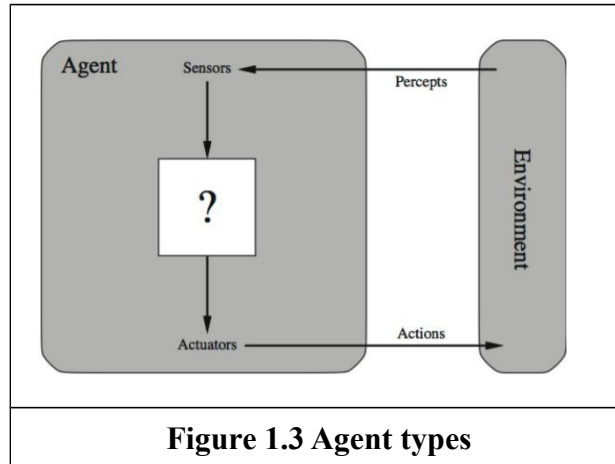 Agent
Sensors
Percepts
?
Environment
Actuators
Actions
Figure 1.3 Agent types